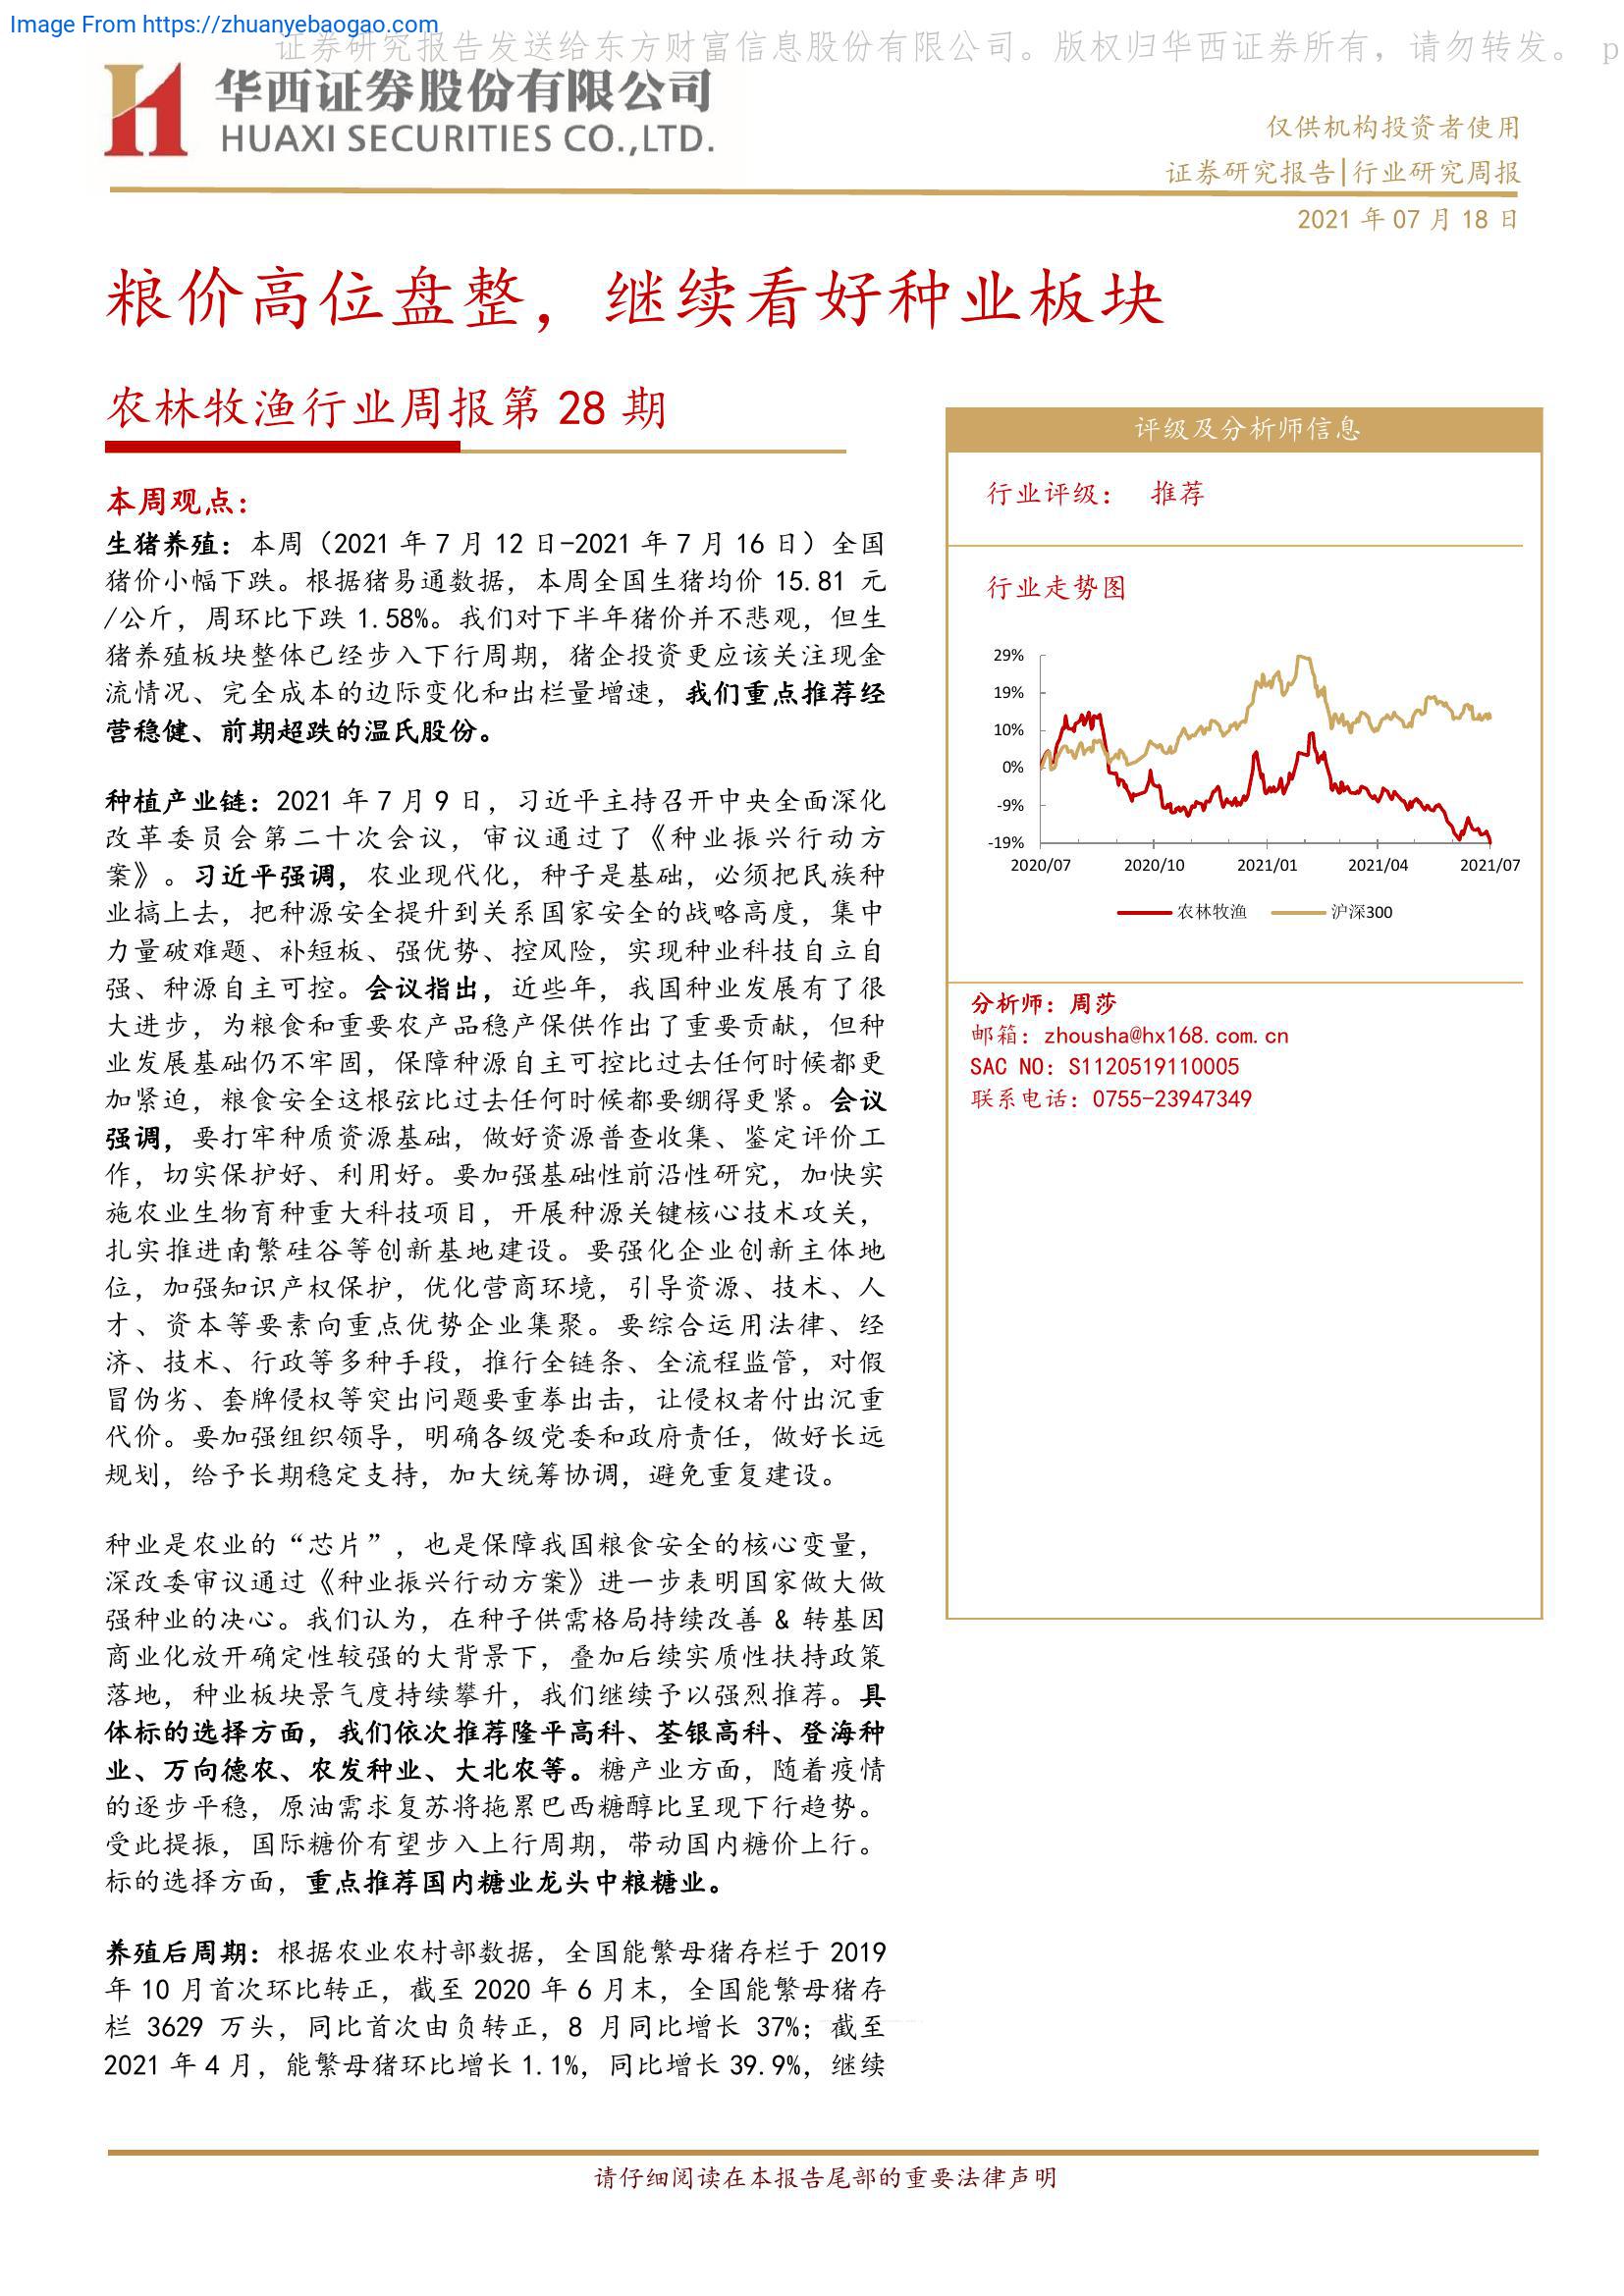 Image From https://zhuanyebaogao.com
证券研究报告发送给东方财富信息股份有限公司。版权归华西证券所有，请勿转发。 p
华西证券股份有限公司
HUAXI SECURITIES CO.,LTD.
仅供机构投资者使用
证券研究报告|行业研究周报
2021 年 07 月 18 日
粮价高位盘整，继续看好种业板块
农林牧渔行业周报第 28 期
本周观点：
生猪养殖：本周（2021 年 7 月 12 日-2021 年 7 月 16 日）全国
猪价小幅下跌。根据猪易通数据，本周全国生猪均价 15.81 元
/公斤，周环比下跌 1.58%。我们对下半年猪价并不悲观，但生
猪养殖板块整体已经步入下行周期，猪企投资更应该关注现金
流情况、完全成本的边际变化和出栏量增速，我们重点推荐经
营稳健、前期超跌的温氏股份。
种植产业链：2021 年 7 月 9 日，习近平主持召开中央全面深化
改革委员会第二十次会议，审议通过了《种业振兴行动方
案》。习近平强调，农业现代化，种子是基础，必须把民族种
业搞上去，把种源安全提升到关系国家安全的战略高度，集中
力量破难题、补短板、强优势、控风险，实现种业科技自立自
强、种源自主可控。会议指出，近些年，我国种业发展有了很
大进步，为粮食和重要农产品稳产保供作出了重要贡献，但种
业发展基础仍不牢固，保障种源自主可控比过去任何时候都更
加紧迫，粮食安全这根弦比过去任何时候都要绷得更紧。会议
强调，要打牢种质资源基础，做好资源普查收集、鉴定评价工
作，切实保护好、利用好。要加强基础性前沿性研究，加快实
施农业生物育种重大科技项目，开展种源关键核心技术攻关，
扎实推进南繁硅谷等创新基地建设。要强化企业创新主体地
位，加强知识产权保护，优化营商环境，引导资源、技术、人
才、资本等要素向重点优势企业集聚。要综合运用法律、经
济、技术、行政等多种手段，推行全链条、全流程监管，对假
冒伪劣、套牌侵权等突出问题要重拳出击，让侵权者付出沉重
代价。要加强组织领导，明确各级党委和政府责任，做好长远
规划，给予长期稳定支持，加大统筹协调，避免重复建设。
种业是农业的“芯片”，也是保障我国粮食安全的核心变量，
深改委审议通过《种业振兴行动方案》进一步表明国家做大做
强种业的决心。我们认为，在种子供需格局持续改善 & 转基因
商业化放开确定性较强的大背景下，叠加后续实质性扶持政策
落地，种业板块景气度持续攀升，我们继续予以强烈推荐。具
体标的选择方面，我们依次推荐隆平高科、荃银高科、登海种
业、万向德农、农发种业、大北农等。糖产业方面，随着疫情
的逐步平稳，原油需求复苏将拖累巴西糖醇比呈现下行趋势。
受此提振，国际糖价有望步入上行周期，带动国内糖价上行。
标的选择方面，重点推荐国内糖业龙头中粮糖业。
养殖后周期：根据农业农村部数据，全国能繁母猪存栏于 2019
年 10 月首次环比转正，截至 2020 年 6 月末，全国能繁母猪存
栏 3629 万头，同比首次由负转正，8 月同比增长 37%；截至
2021 年 4 月，能繁母猪环比增长 1.1%，同比增长 39.9%，继续
评级及分析师信息
行业评级： 推荐
行业走势图
29%
19%
10%
0%
-9%
-19%
2020/07 2020/10 2021/01 2021/04 2021/07
农林牧渔 沪深300
分析师：周莎
邮箱：zhousha@hx168.com.cn
SAC NO：S1120519110005
联系电话：0755-23947349
请仔细阅读在本报告尾部的重要法律声明